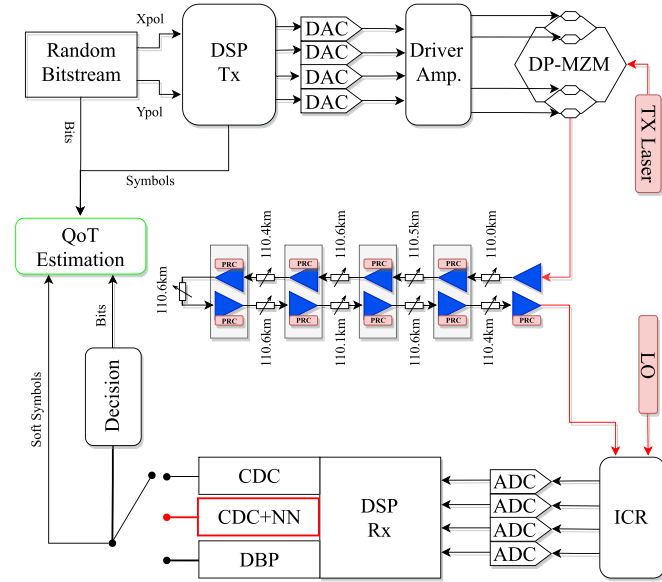 Random
Bitstream
Xpol
Ypol
DSP
Tx
DAC
DAC
DAC
DAC
Driver
Amp.
DP-MZM
TX Laser
Bits
Symbols
QoT
Estimation
110.4km
110.6km
110.5km
110.0km
PRC
PRC
PRC
PRC
110.6km
PRC
PRC
PRC
PRC
PRC
110.6km
110.1km
110.6km
110.4km
Soft Symbols
Bits
Decision
LO
CDC
CDC+NN
DBP
DSP
Rx
ADC
ADC
ADC
ADC
ICR